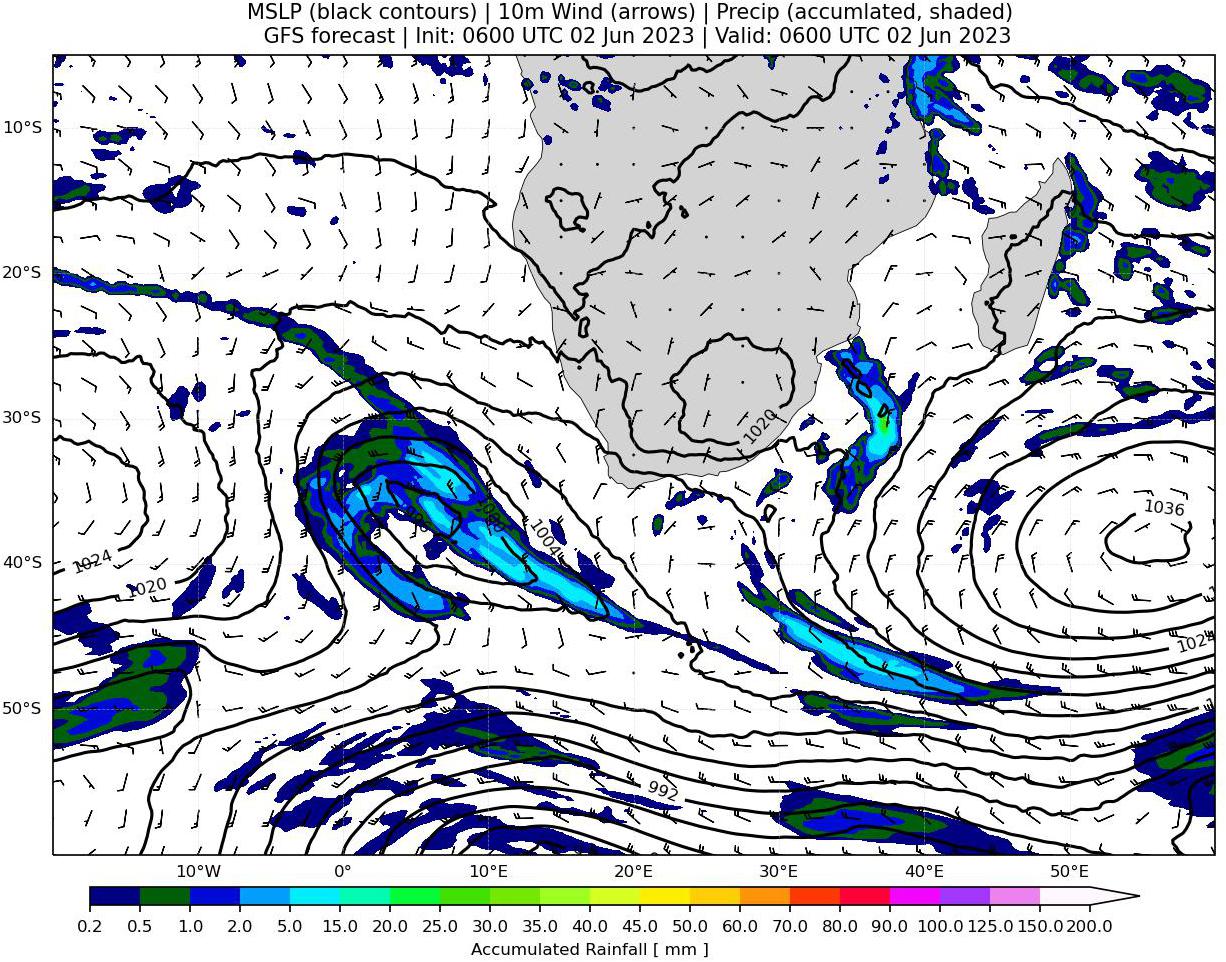 MSLP (black contours) | 10m Wind (arrows) | Precip (accumlated, shaded)
GFS forecast | Init: 0600 UTC 02 Jun 2023 | Valid: 0600 UTC 02 Jun 2023
10°S
20°S
30°S
40°S
50°S
1020
1036
1004
1024
1020
992
10°W 0° 10°E 20°E 30°E 40°E 50°E
0.2 0.5 1.0 2.0 5.0 10.0 15.0 20.0 25.0 30.0 35.0 40.0 45.0 50.0 60.0 70.0 80.0 90.0 100.0 125.0 150.0 200.0
Accumulated Rainfall [ mm ]